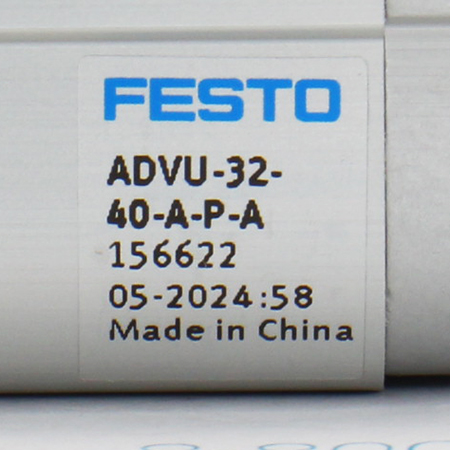 FESTO
ADVU-32-
40-A-P-A
156622
05-2024:58
Made in China